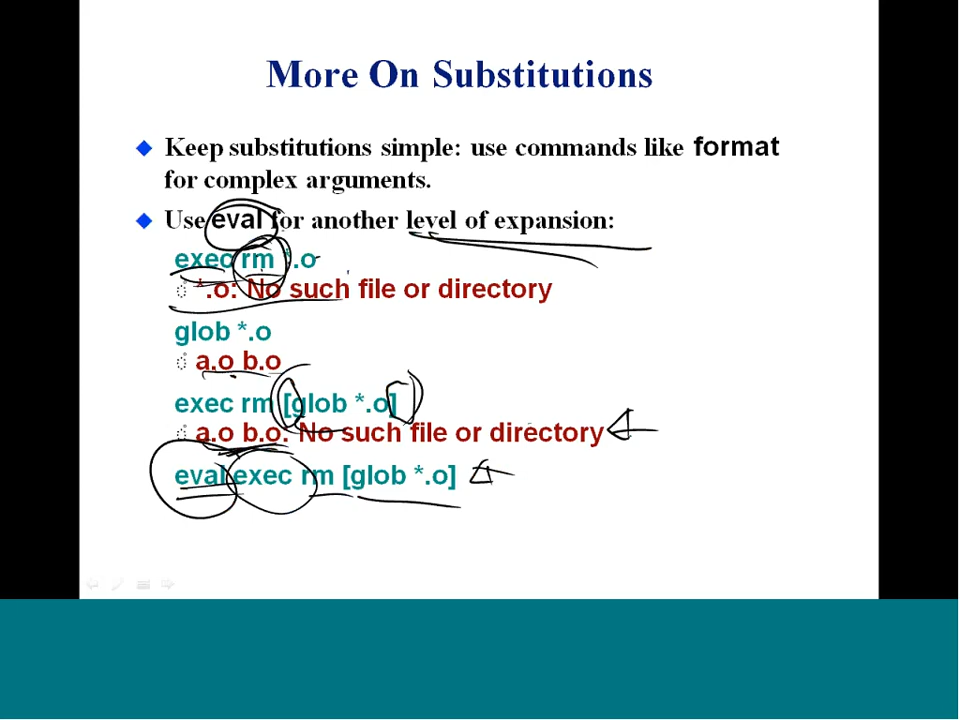 More On Substitutions
Keep substitutions simple: use commands like format
for complex arguments.
Use eval for another level of expansion:
exec rm *.o
*.o: No such file or directory
glob *.o
a.o b.o
exec rm [glob *.o]
a.o b.o: No such file or directory
eval exec rm [glob *.o]